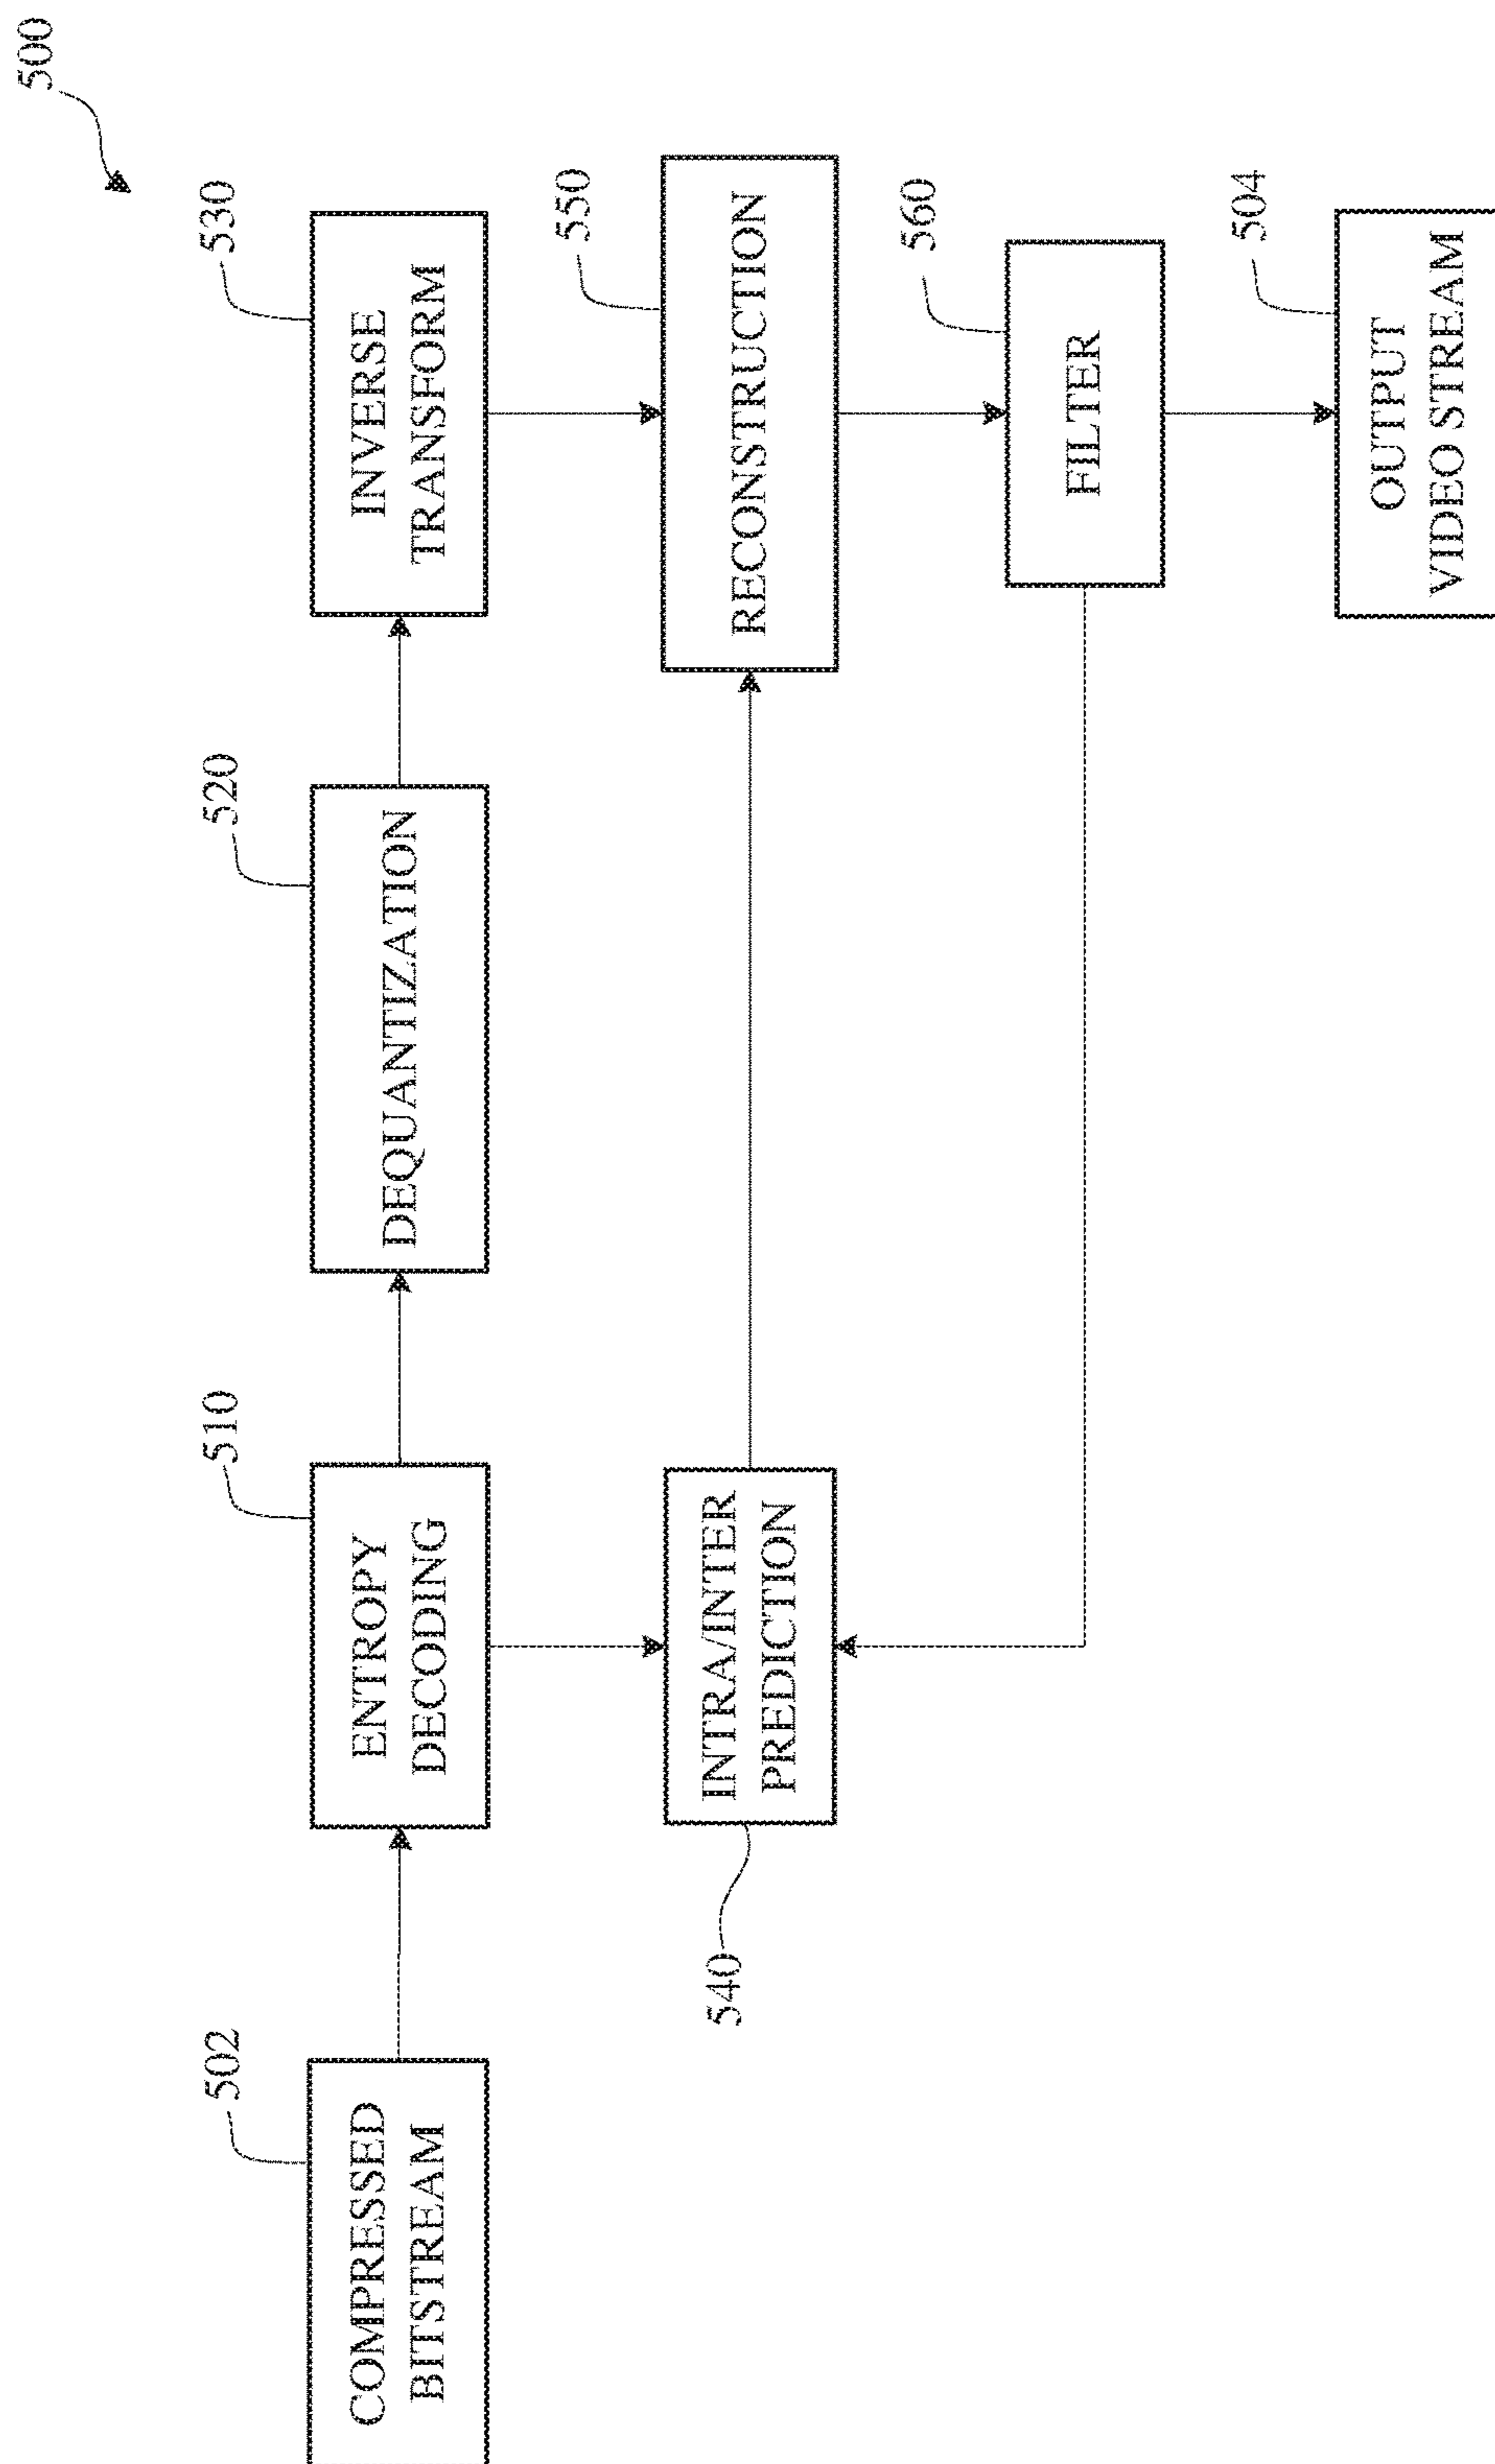 500
502
COMPRESSED
BITSTREAM
510
ENTROPY
DECODING
520
DEQUANTIZATION
530
INVERSE
TRANSFORM
540
INTRA/INTER
PREDICTION
550
RECONSTRUCTION
560
FILTER
504
OUTPUT
VIDEO STREAM